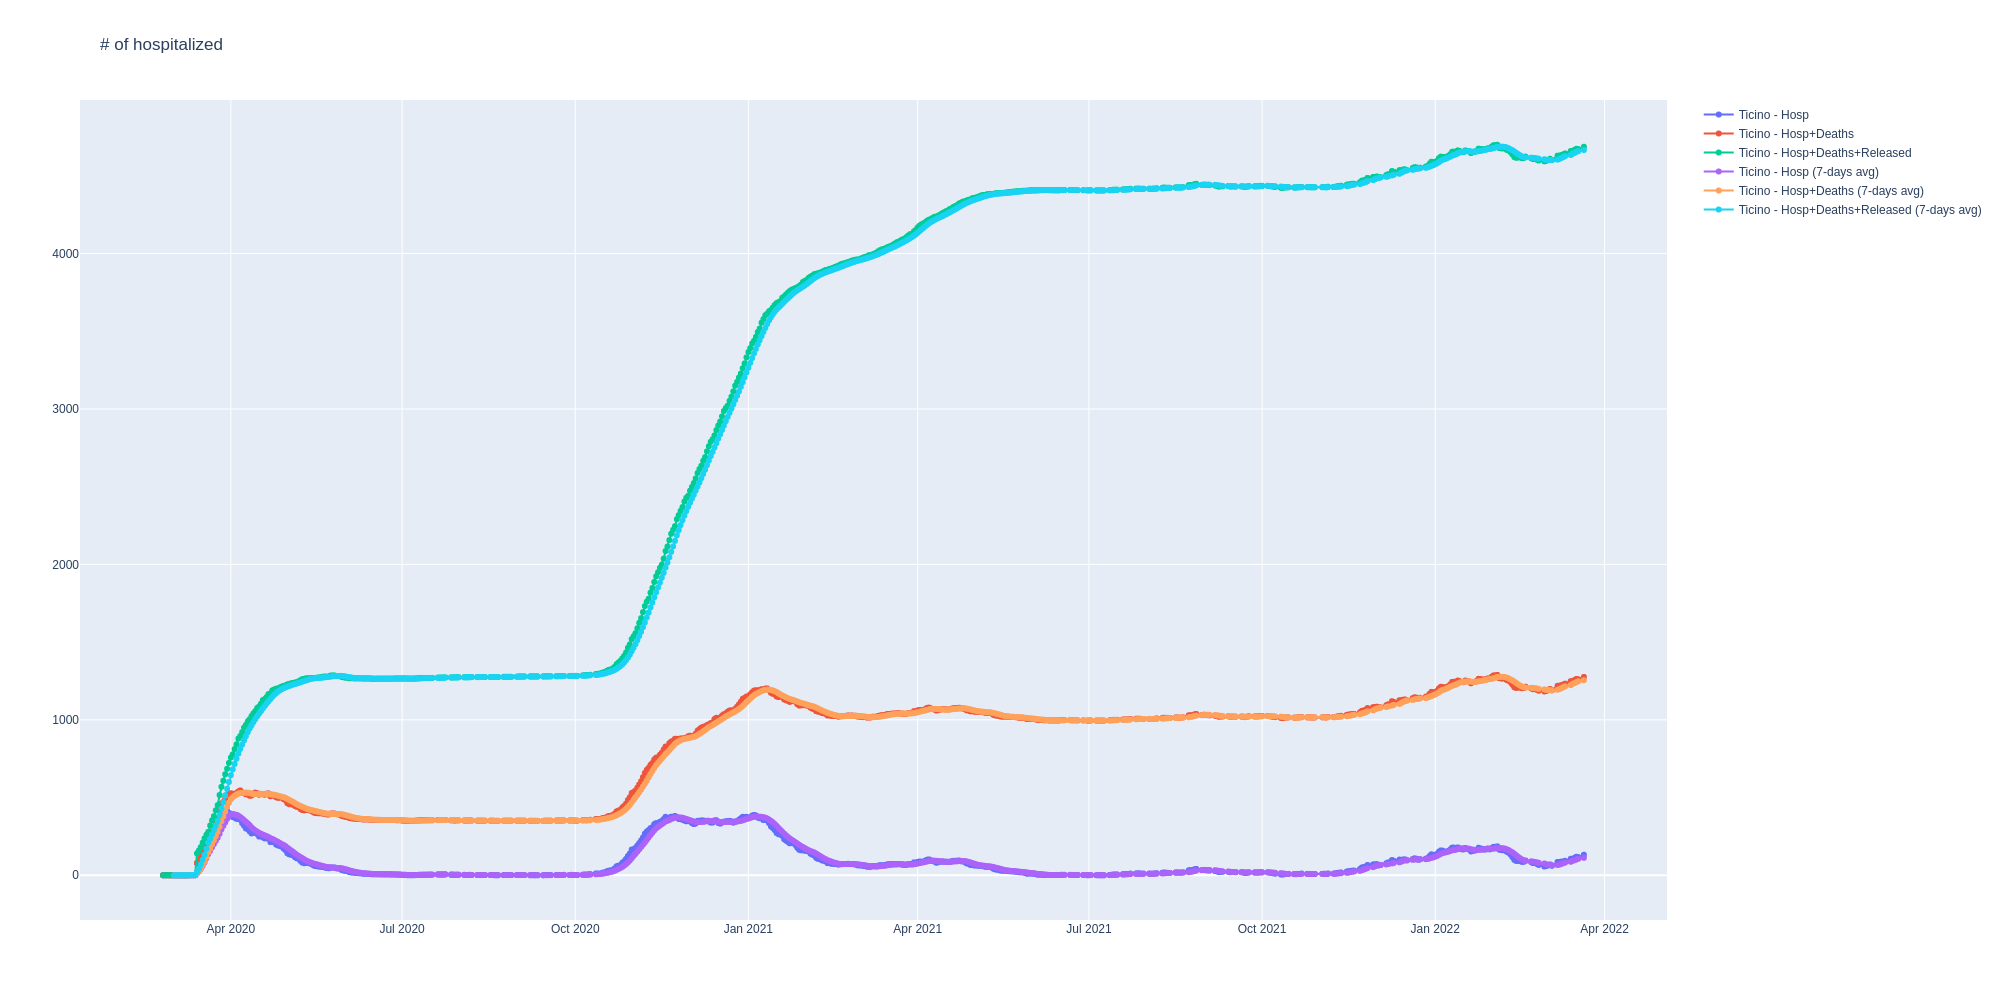 # of hospitalized
Ticino - Hosp
Ticino - Hosp+Deaths
Ticino - Hosp+Deaths+Released
Ticino - Hosp (7-days avg)
Ticino - Hosp+Deaths (7-days avg)
Ticino - Hosp+Deaths+Released (7-days avg)
4000
3000
2000
1000
0
Apr 2020 Jul 2020 Oct 2020 Jan 2021 Apr 2021 Jul 2021 Oct 2021 Jan 2022 Apr 2022